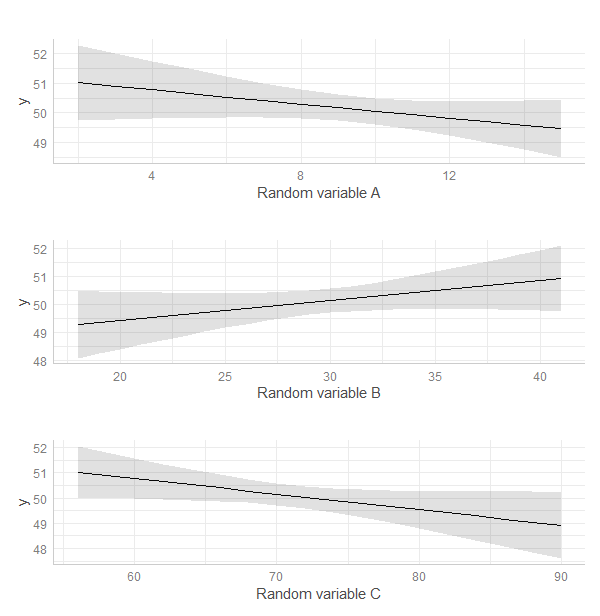 52
51
50
49
y
4 8 12
Random variable A
52
51
50
49
48
y
20 25 30 35 40
Random variable B
52
51
50
49
48
y
60 70 80 90
Random variable C